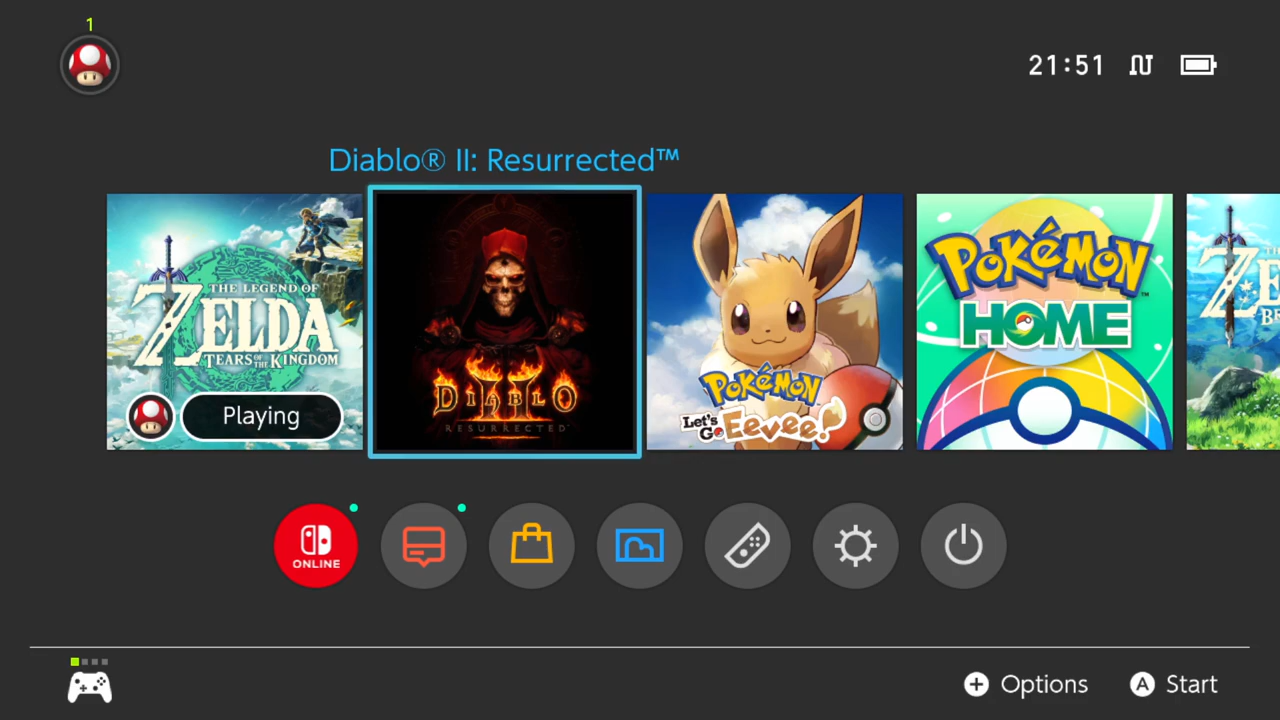 1
21:51
Diablo® II: Resurrected™
THE LEGEND OF
ZELDA
TEARS OF THE KINGDOM
Playing
DIABLO
II
RESURRECTED
POKéMON
Let's Go Eevee!
POKéMON
HOME
ONLINE
Options
A Start